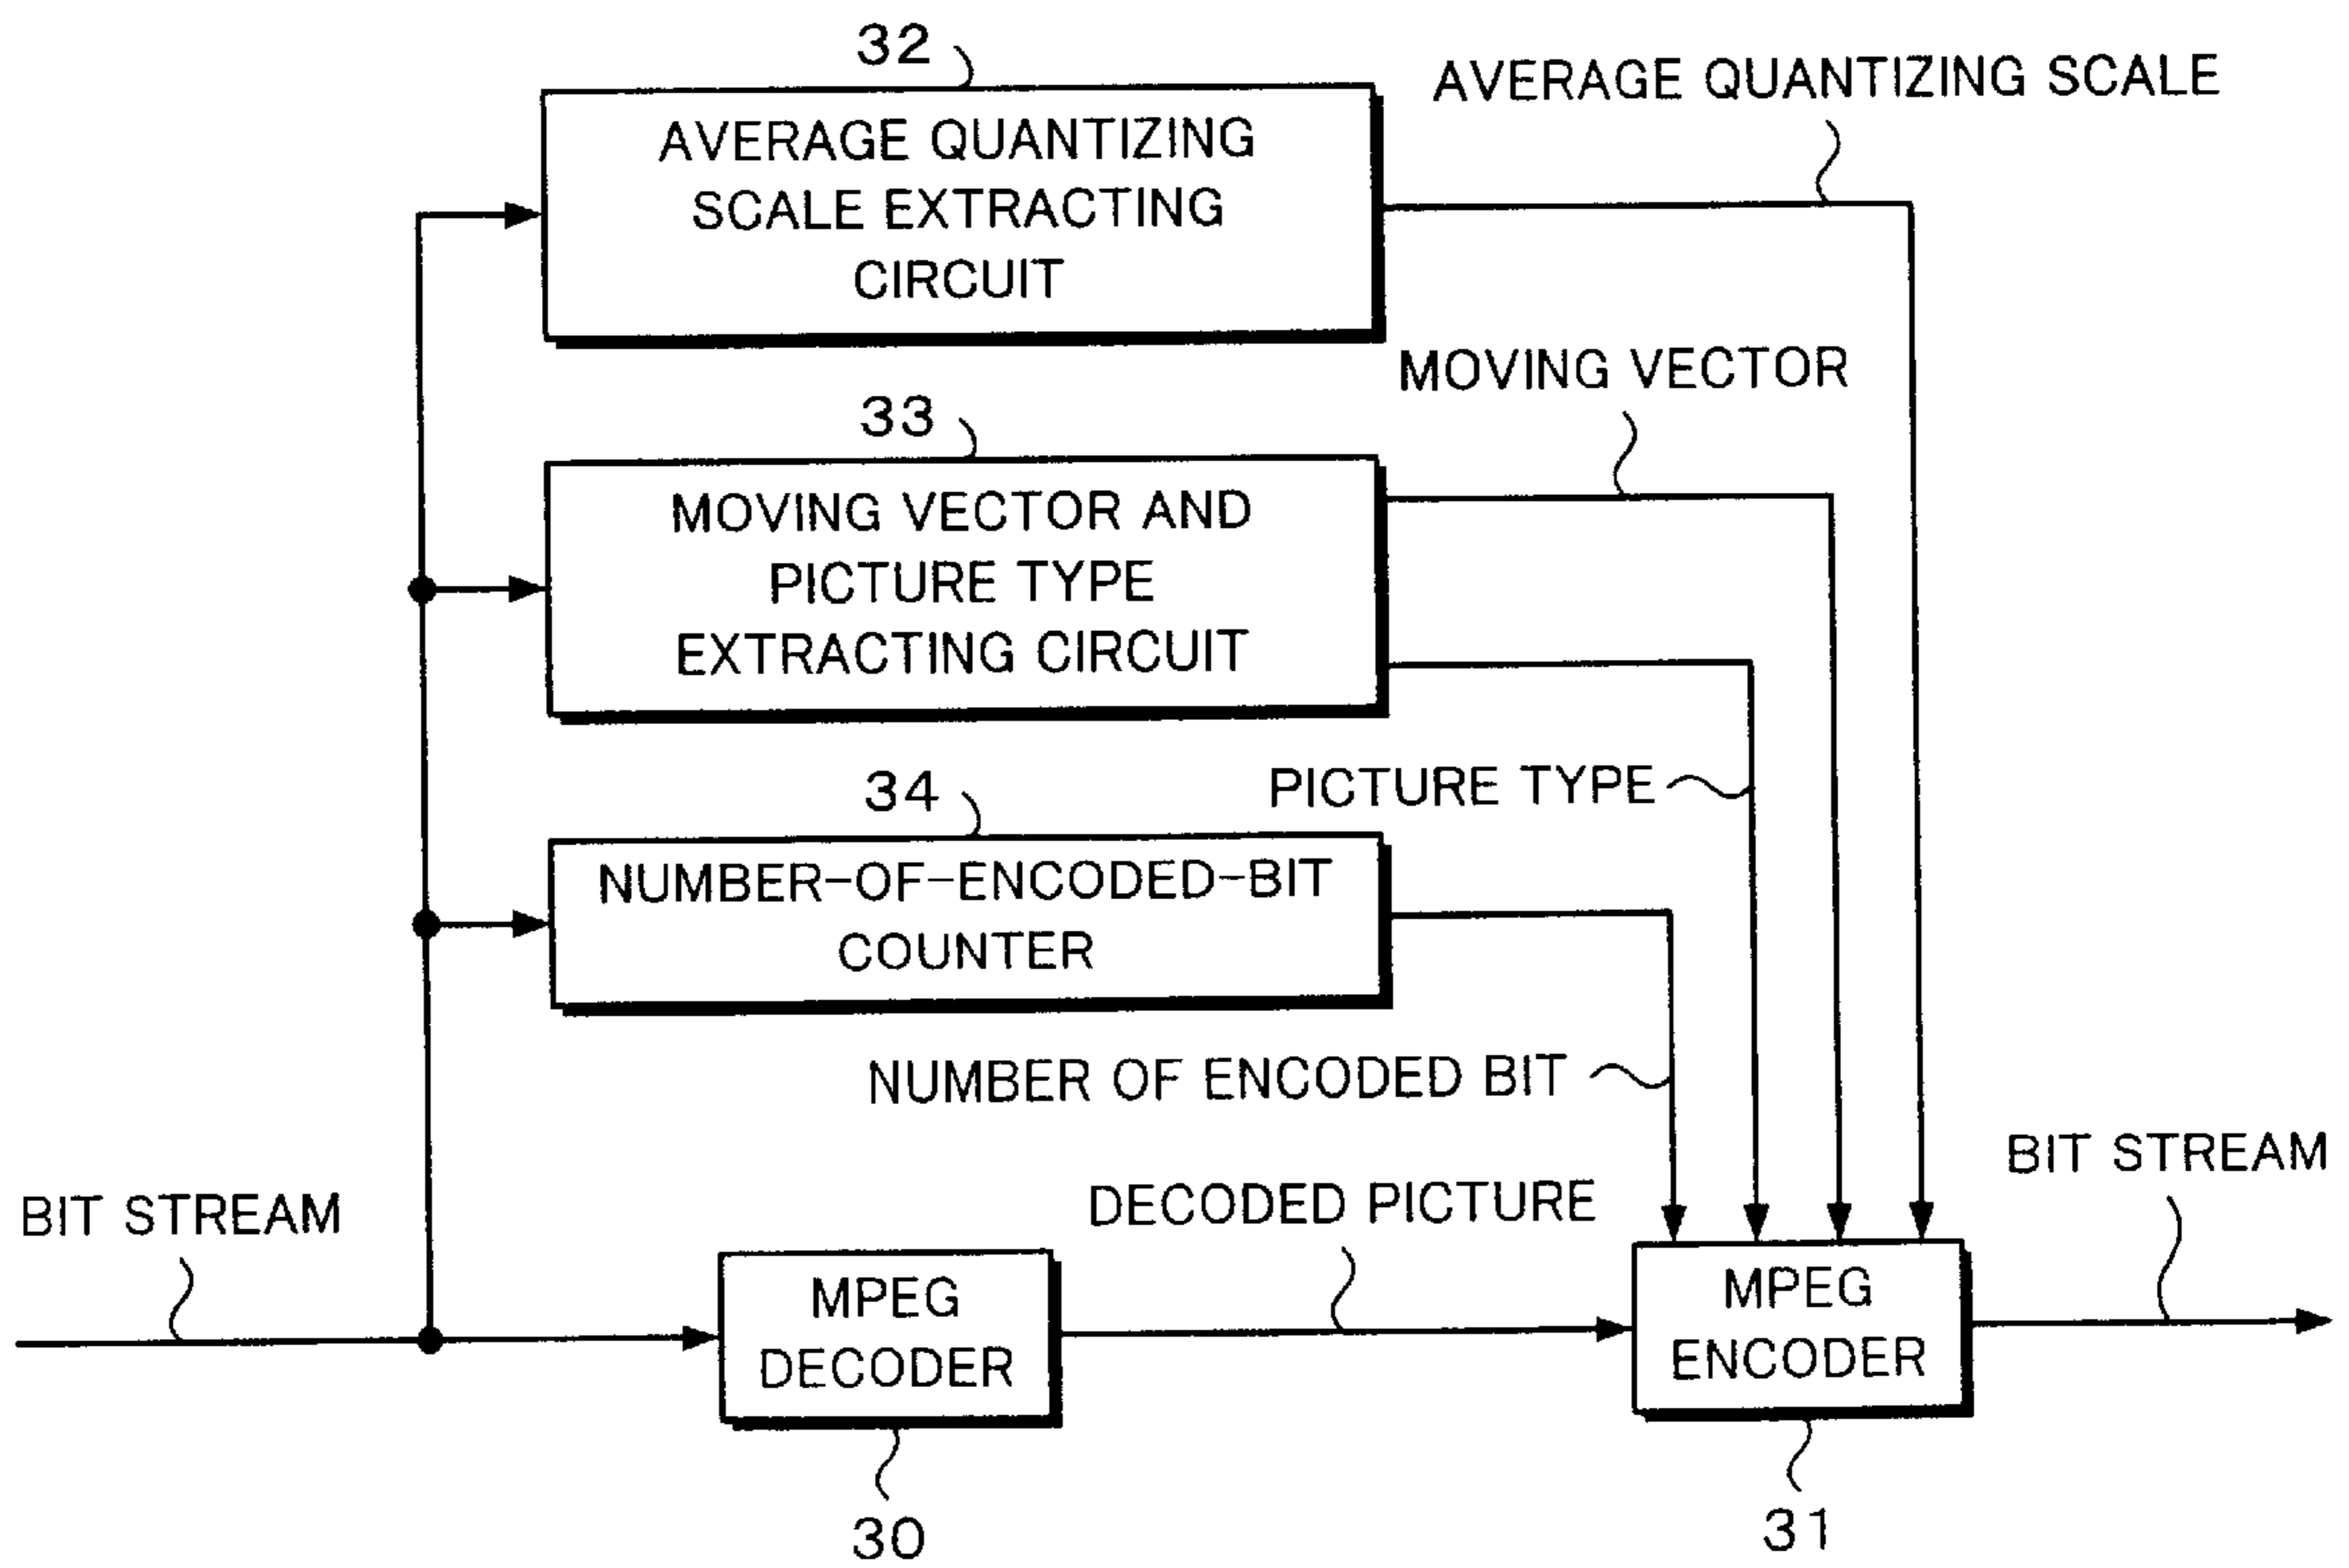 32
AVERAGE QUANTIZING SCALE
AVERAGE QUANTIZING
SCALE EXTRACTING
CIRCUIT
MOVING VECTOR
33
MOVING VECTOR AND
PICTURE TYPE
EXTRACTING CIRCUIT
PICTURE TYPE
34
NUMBER-OF-ENCODED-BIT
COUNTER
NUMBER OF ENCODED BIT
BIT STREAM
DECODED PICTURE
BIT STREAM
MPEG
DECODER
MPEG
ENCODER
30
31